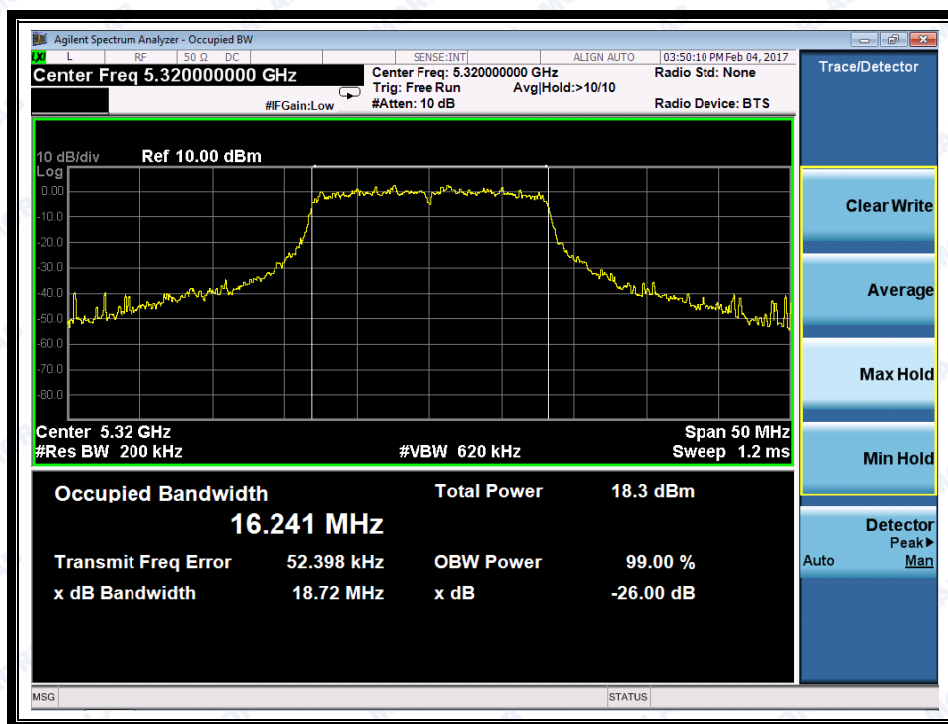 Agilent Spectrum Analyzer - Occupied BW
LXI L RF 50 Ω DC SENSE:INT ALIGN AUTO 03:50:10 PM Feb 04, 2017
Center Freq 5.320000000 GHz
Center Freq: 5.320000000 GHz
Radio Std: None
Trig: Free Run Avg|Hold:>10/10
#IFGain:Low
#Atten: 10 dB
Radio Device: BTS
10 dB/div Ref 10.00 dBm
Log
0.00
-10.0
-20.0
-30.0
-40.0
-50.0
-60.0
-70.0
-80.0
Center 5.32 GHz Span 50 MHz
#Res BW 200 kHz #VBW 620 kHz Sweep 1.2 ms
Occupied Bandwidth Total Power 18.3 dBm
16.241 MHz
Transmit Freq Error 52.398 kHz OBW Power 99.00 %
x dB Bandwidth 18.72 MHz x dB -26.00 dB
MSG STATUS
Trace/Detector
Clear Write
Average
Max Hold
Min Hold
Detector
Peak▶
Auto Man